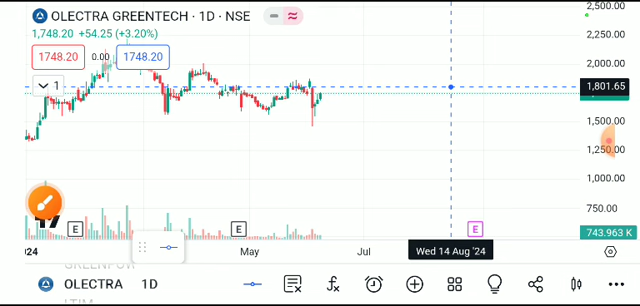 OLECTRA GREENTECH · 1D · NSE
1,748.20 +54.25 (+3.20%)
1748.20 0.00 1748.20
1
2,500.00
2,250.00
2,000.00
1,801.65
1,500.00
1,250.00
1,000.00
750.00
743.963 K
E E E
2024 May Jul Wed 14 Aug '24
OLECTRA 1D